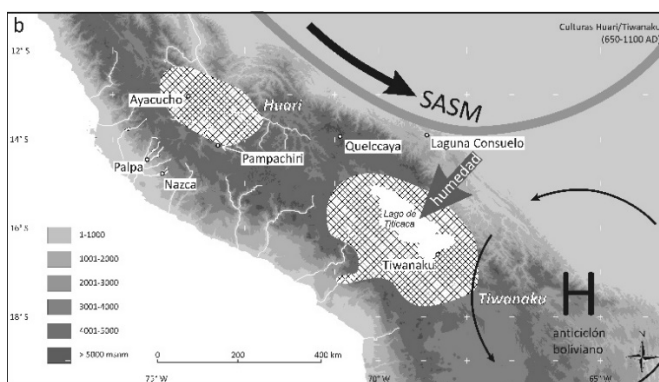 b
Culturas Huari/Tiwanaku
(650-1100 AD)
12° S
SASM
Ayacucho
Huari
14° S
Quelccaya
Laguna Consuelo
Palpa
Pampachiri
Nazca
humedad
1-1000
16° S
Lago de
Titicaca
1001-2000
2001-3000
Tiwanaku
3001-4000
Tiwanaku
H
4001-5000
18° S
anticiclón
boliviano
> 5000 msnm
0 200 400 km
75° W
70° W
65° W